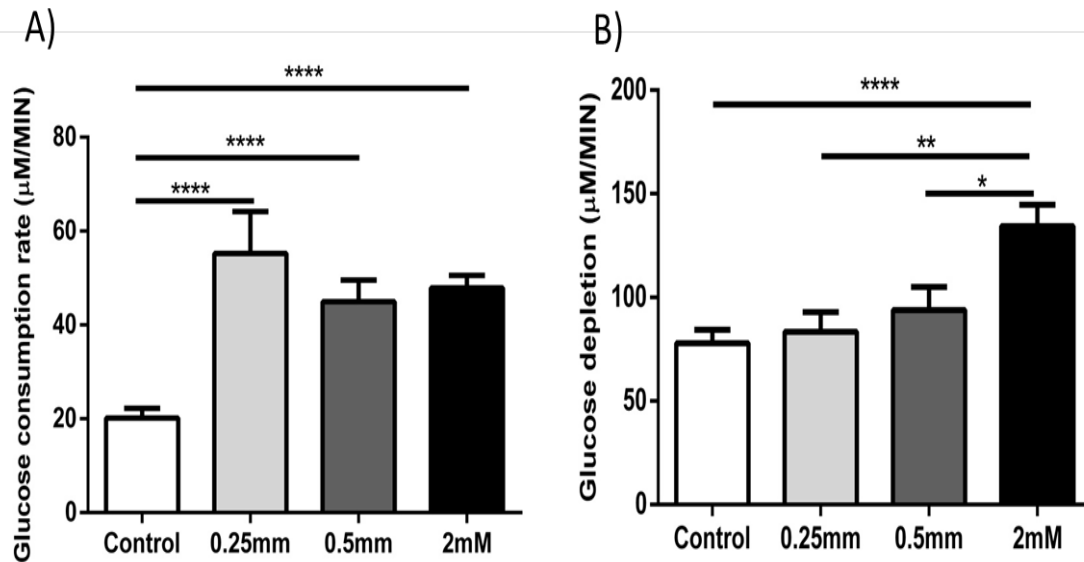 A)
Glucose consumption rate (μM/MIN)
80
60
40
20
0
****
****
****
Control 0.25mm 0.5mm 2mM
B)
Glucose depletion (μM/MIN)
200
150
100
50
0
****
**
*
Control 0.25mm 0.5mm 2mM